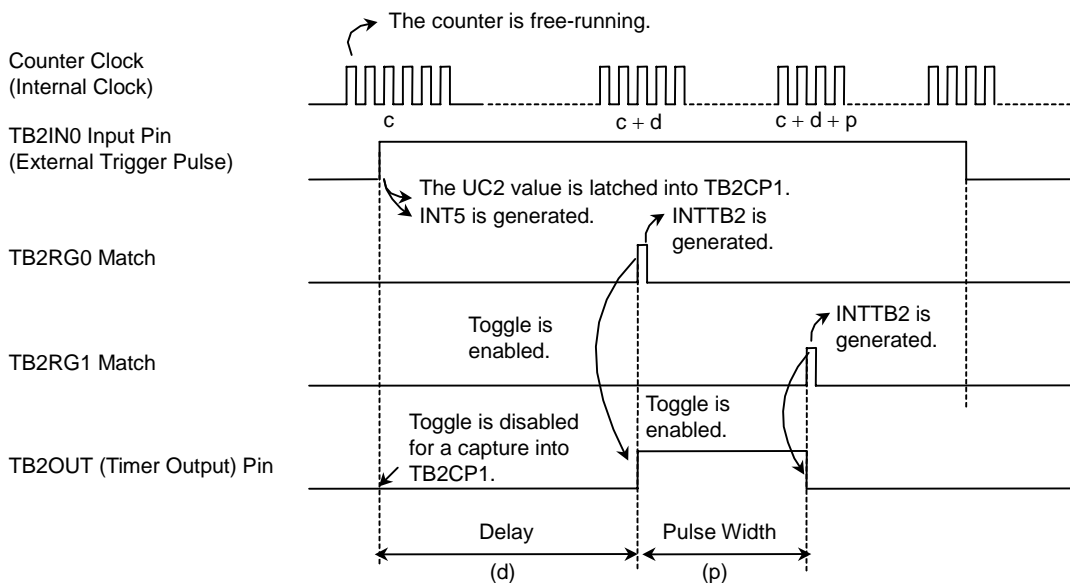 The counter is free-running.
Counter Clock
(Internal Clock)
c
c + d
c + d + p
TB2IN0 Input Pin
(External Trigger Pulse)
The UC2 value is latched into TB2CP1.
INT5 is generated.
INTTB2 is
generated.
TB2RG0 Match
Toggle is
enabled.
INTTB2 is
generated.
TB2RG1 Match
Toggle is disabled
for a capture into
TB2CP1.
Toggle is
enabled.
TB2OUT (Timer Output) Pin
Delay
Pulse Width
(d)
(p)